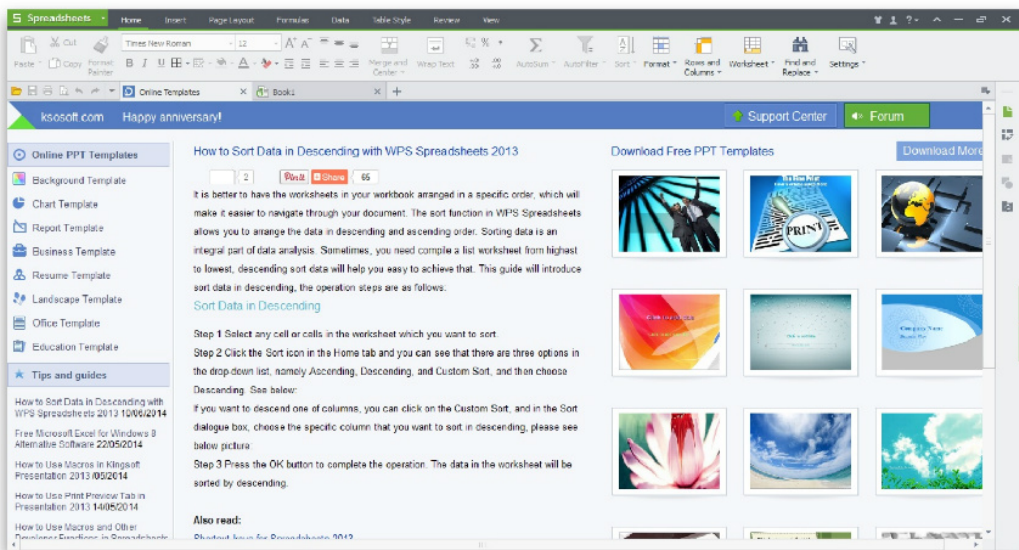 Spreadsheets
Home Insert Page Layout Formulas Data Table Style Review View
Cut
Paste Copy Format Painter
Times New Roman 12
B I U
Merge and Center Wrap Text
AutoSum AutoFilter Sort Format Rows and Columns Worksheet Find and Replace Settings
Online Templates Book1
ksosoft.com Happy anniversary!
Support Center Forum
Online PPT Templates
Background Template
Chart Template
Report Template
Business Template
Resume Template
Landscape Template
Office Template
Education Template
Tips and guides
How to Sort Data in Descending with
WPS Spreadsheets 2013 10/06/2014
Free Microsoft Excel for Windows 8
Alternative Software 22/05/2014
How to Use Macros in Kingsoft
Presentation 2013 /05/2014
How to Use Print Preview Tab in
Presentation 2013 14/05/2014
How to Use Macros and Other
Developer Functions in Spreadsheets
How to Sort Data in Descending with WPS Spreadsheets 2013
2 Pin it Share 65
It is better to have the worksheets in your workbook arranged in a specific order, which will
make it easier to navigate through your document. The sort function in WPS Spreadsheets
allows you to arrange the data in descending and ascending order. Sorting data is an
integral part of data analysis. Sometimes, you need compile a list worksheet from highest
to lowest, descending sort data will help you easy to achieve that. This guide will introduce
sort data in descending, the operation steps are as follows:
Sort Data in Descending
Step 1 Select any cell or cells in the worksheet which you want to sort.
Step 2 Click the Sort icon in the Home tab and you can see that there are three options in
the drop-down list, namely Ascending, Descending, and Custom Sort, and then choose
Descending. See below:
If you want to descend one of columns, you can click on the Custom Sort, and in the Sort
dialogue box, choose the specific column that you want to sort in descending, please see
below picture:
Step 3 Press the OK button to complete the operation. The data in the worksheet will be
sorted by descending.
Also read:
Shortcut keys for Spreadsheets 2013
Download Free PPT Templates
Download More
The Fine Print
PRINT
Company Name